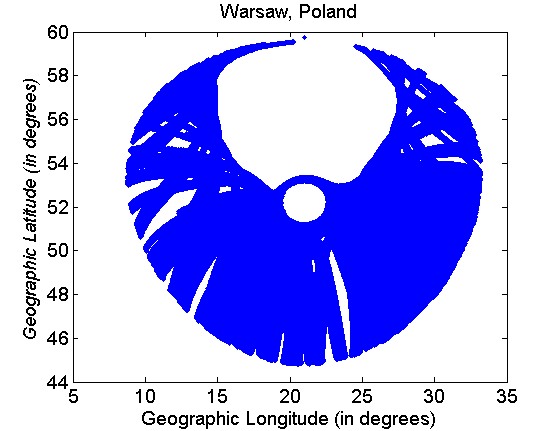 Warsaw, Poland
60
58
56
54
52
50
48
46
44
Geographic Latitude (in degrees)
5 10 15 20 25 30 35
Geographic Longitude (in degrees)